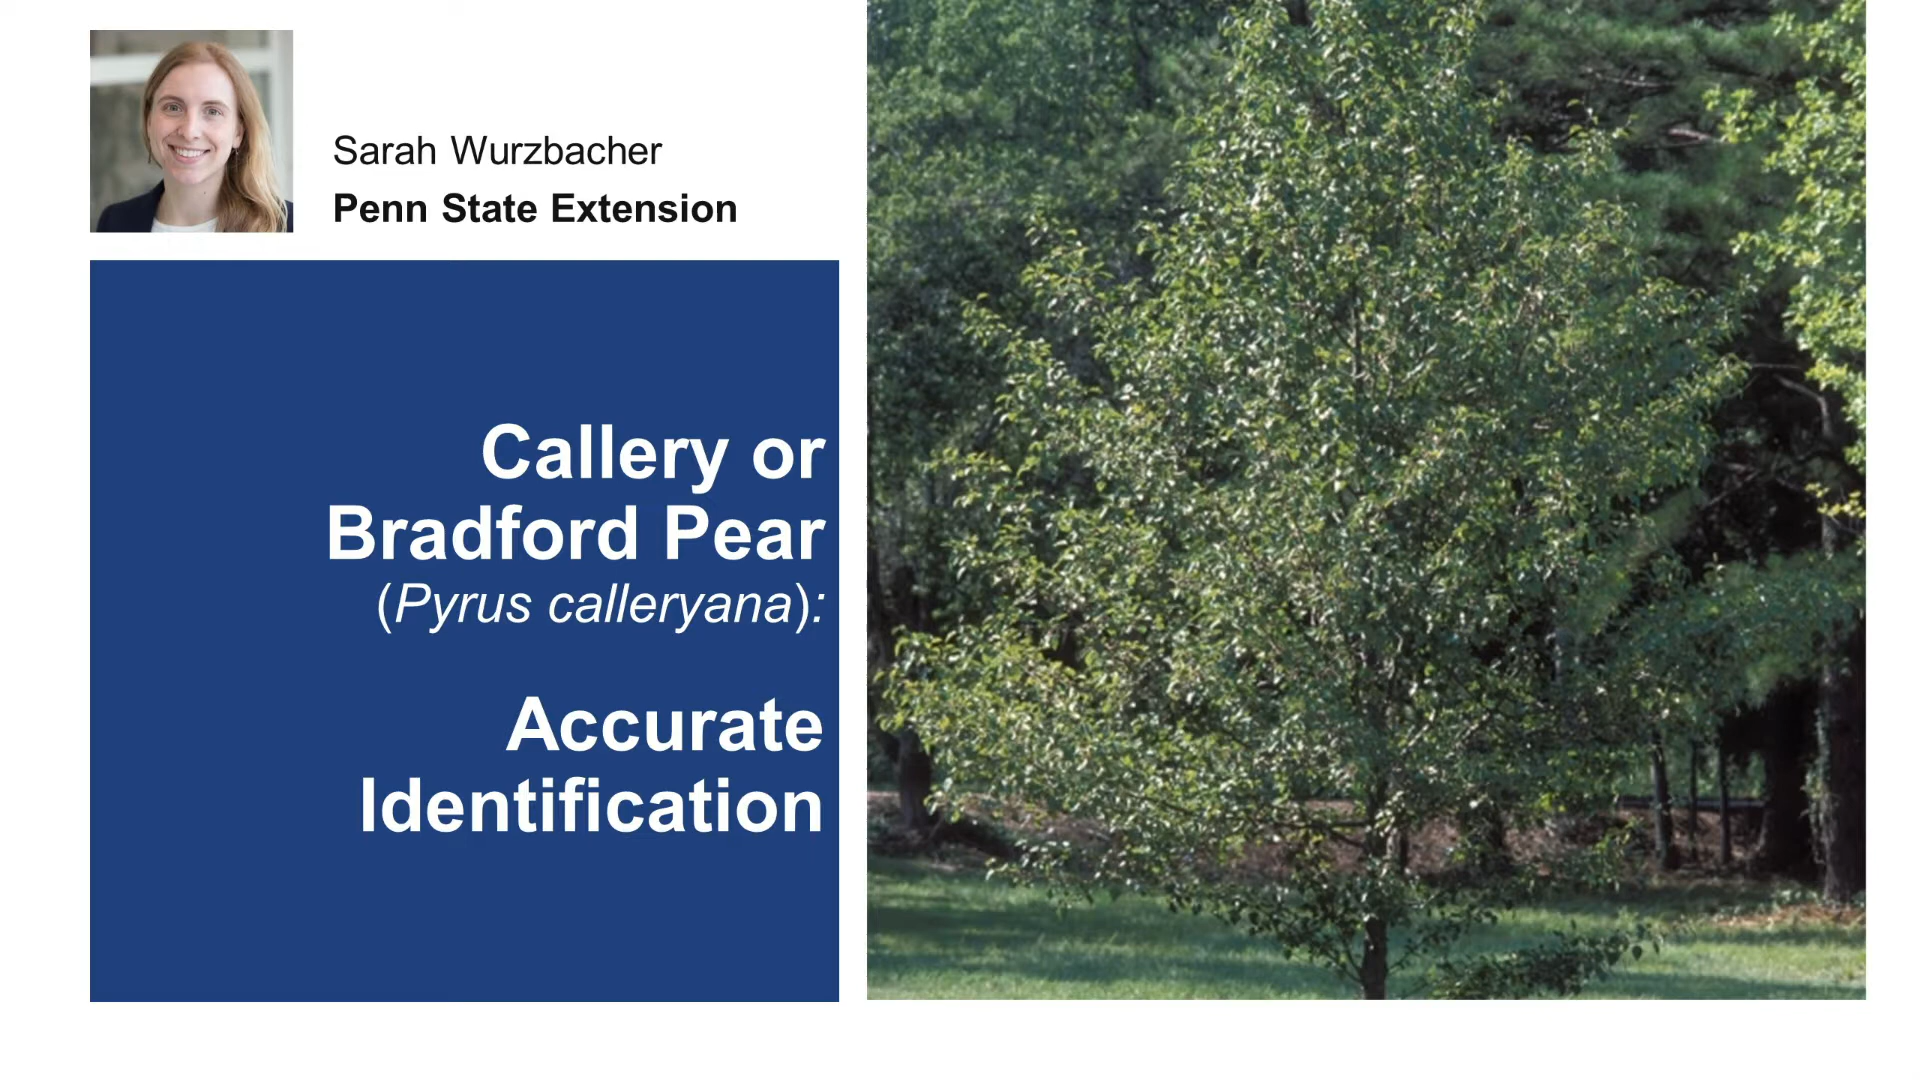 Sarah Wurzbacher
Penn State Extension
Callery or
Bradford Pear
(Pyrus calleryana):
Accurate
Identification